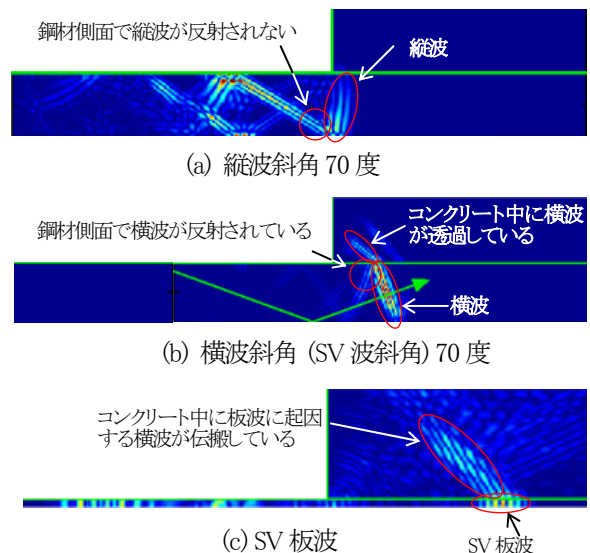 鋼材側面で縦波が反射されない
縦波
(a) 縦波斜角 70 度
鋼材側面で横波が反射されている
コンクリート中に横波
が透過している
横波
(b) 横波斜角 (SV 波斜角) 70 度
コンクリート中に板波に起因
する横波が伝搬している
(c) SV 板波
SV 板波